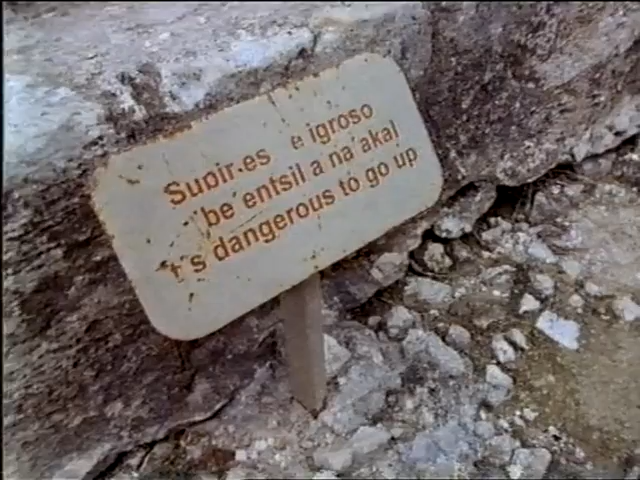 Subir es e igroso
be entsil a na'akal
t's dangerous to go up